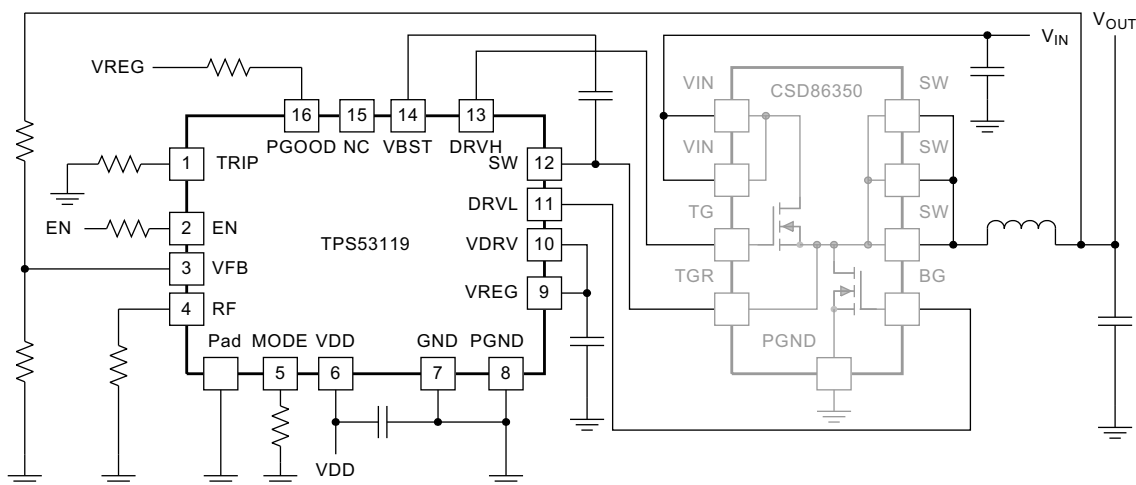 V_OUT
V_IN
VREG
VIN
CSD86350
SW
16
15
14
13
PGOOD
NC
VBST
DRVH
1
TRIP
SW
12
VIN
SW
DRVL
11
TG
SW
EN
2
EN
TPS53119
VDRV
10
3
VFB
TGR
BG
VREG
9
4
RF
Pad
MODE
VDD
GND
PGND
PGND
5
6
7
8
VDD